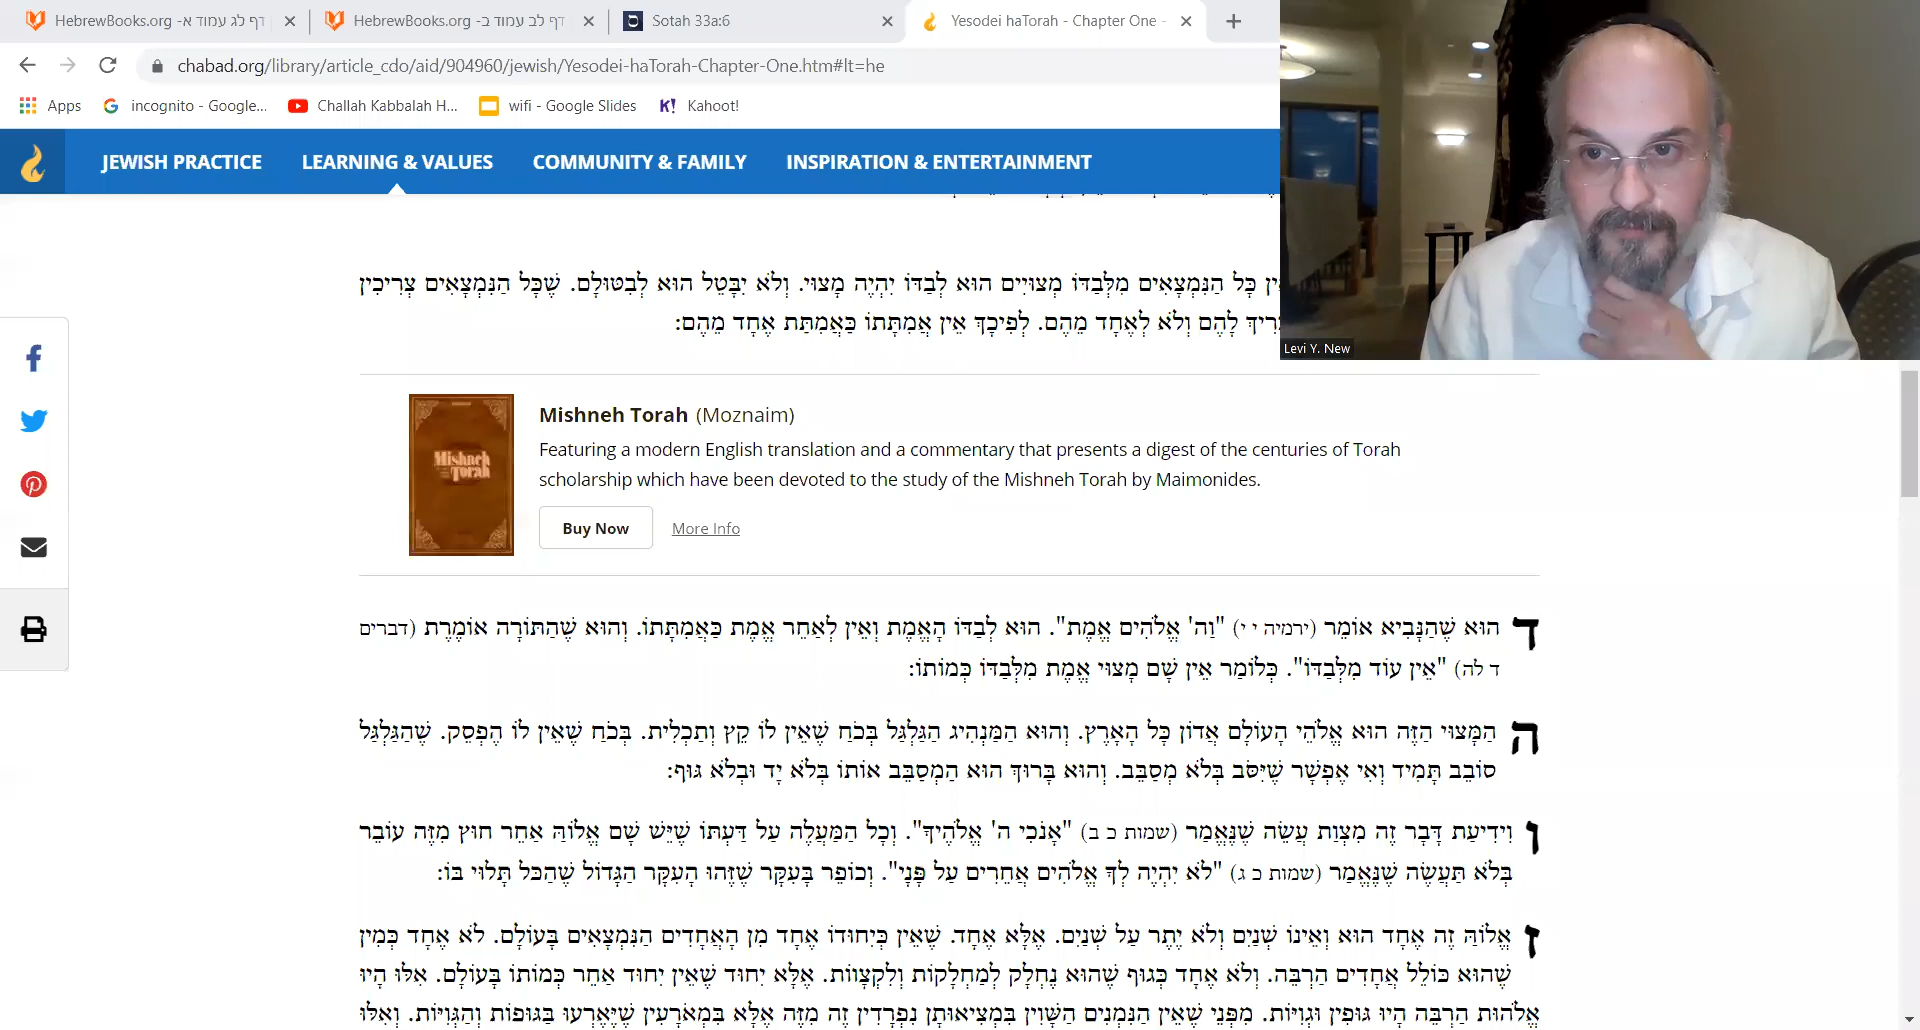 HebrewBooks.org -דף לג עמוד א
HebrewBooks.org -דף לב עמוד ב
Sotah 33a:6
Yesodei haTorah - Chapter One -
chabad.org/library/article_cdo/aid/904960/jewish/Yesodei-haTorah-Chapter-One.htm#lt=he
Apps
incognito - Google...
Challah Kabbalah H...
wifi - Google Slides
K!
Kahoot!
JEWISH PRACTICE
LEARNING & VALUES
COMMUNITY & FAMILY
INSPIRATION & ENTERTAINMENT
Levi Y. New
כָּל הַנִּמְצָאִים מִלְּבַדּוֹ מְצוּיִים הוּא לְבַדּוֹ יִהְיֶה מָצוּי. וְלֹא יִבָּטֵל הוּא לְבִטּוּלָם. שֶׁכָּל הַנִּמְצָאִים צְרִיכִין
לָהֶם וְלֹא לְאֶחָד מֵהֶם. לְפִיכָךְ אֵין אֲמִתָּתוֹ כַּאֲמִתַּת אֶחָד מֵהֶם:
Mishneh Torah
Mishneh Torah (Moznaim)
Featuring a modern English translation and a commentary that presents a digest of the centuries of Torah
scholarship which have been devoted to the study of the Mishneh Torah by Maimonides.
Buy Now
More Info
ד הוּא שֶׁהַנָּבִיא אוֹמֵר (ירמיה י י) "וַה' אֱלֹהִים אֱמֶת". הוּא לְבַדּוֹ הָאֱמֶת וְאֵין לְאַחֵר אֱמֶת כַּאֲמִתָּתוֹ. וְהוּא שֶׁהַתּוֹרָה אוֹמֶרֶת (דברים
ד לה) "אֵין עוֹד מִלְּבַדּוֹ". כְּלוֹמַר אֵין שָׁם מָצוּי אֱמֶת מִלְּבַדּוֹ כְּמוֹתוֹ:
ה הַמָּצוּי הַזֶּה הוּא אֱלֹהֵי הָעוֹלָם אֲדוֹן כָּל הָאָרֶץ. וְהוּא הַמַּנְהִיג הַגַּלְגַּל בְּכֹחַ שֶׁאֵין לוֹ קֵץ וְתַכְלִית. בְּכֹחַ שֶׁאֵין לוֹ הֶפְסֵק. שֶׁהַגַּלְגַּל
סוֹבֵב תָּמִיד וְאִי אֶפְשָׁר שֶׁיִּסֹּב בְּלֹא מְסַבֵּב. וְהוּא בָּרוּךְ הוּא הַמְסַבֵּב אוֹתוֹ בְּלֹא יָד וּבְלֹא גּוּף:
ו וִידִיעַת דָּבָר זֶה מִצְוַת עֲשֵׂה שֶׁנֶּאֱמַר (שמות כ ב) "אָנֹכִי ה' אֱלֹהֶיךָ". וְכָל הַמַּעֲלֶה עַל דַּעְתּוֹ שֶׁיֵּשׁ שָׁם אֱלוֹהַּ אַחֵר חוּץ מִזֶּה עוֹבֵר
בְּלֹא תַעֲשֶׂה שֶׁנֶּאֱמַר (שמות כ ג) "לֹא יִהְיֶה לְךָ אֱלֹהִים אֲחֵרִים עַל פָּנָי". וְכוֹפֵר בָּעִקָּר שֶׁזֶּהוּ הָעִקָּר הַגָּדוֹל שֶׁהַכּל תָּלוּי בּוֹ:
ז אֱלוֹהַּ זֶה אֶחָד הוּא וְאֵינוֹ שְׁנַיִם וְלֹא יֶתֶר עַל שְׁנַיִם. אֶלָּא אֶחָד. שֶׁאֵין כְּיִחוּדוֹ אֶחָד מִן הָאֲחָדִים הַנִּמְצָאִים בָּעוֹלָם. לֹא אֶחָד כְּמִין
שֶׁהוּא כּוֹלֵל אֲחָדִים הַרְבֵּה. וְלֹא אֶחָד כְּגוּף שֶׁהוּא נֶחְלָק לְמַחְלָקוֹת וְלִקְצָווֹת. אֶלָּא יִחוּד שֶׁאֵין יִחוּד אַחֵר כְּמוֹתוֹ בָּעוֹלָם. אִלּוּ הָיוּ
אֱלֹהוּת הַרְבֵּה הָיוּ גּוּפִין וּגְוִיּוֹת. מִפְּנֵי שֶׁאֵין הַנִּמְנִים הַשָּׁוִין בִּמְצִיאוּתָן נִפְרָדִין זֶה מִזֶּה אֶלָּא בִּמְאֹרָעִין שֶׁיֶּאֶרְעוּ בַּגּוּפוֹת וְהַגְּוִיּוֹת. וְאִלּוּ